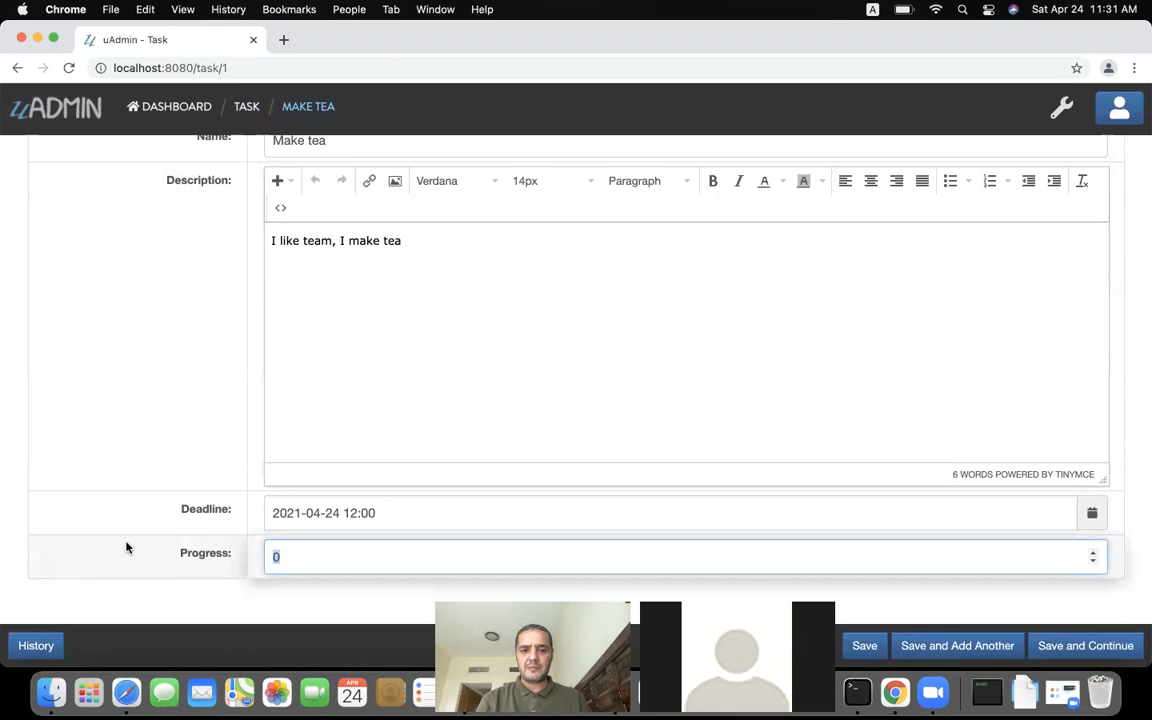 Chrome File Edit View History Bookmarks People Tab Window Help A Sat Apr 24 11:31 AM
uAdmin - Task
localhost:8080/task/1
uADMIN DASHBOARD / TASK / MAKE TEA
Name: Make tea
Description: Verdana 14px Paragraph B I A A
<>
I like team, I make tea
6 WORDS POWERED BY TINYMCE
Deadline: 2021-04-24 12:00
Progress: 0
History Save Save and Add Another Save and Continue
APR
24